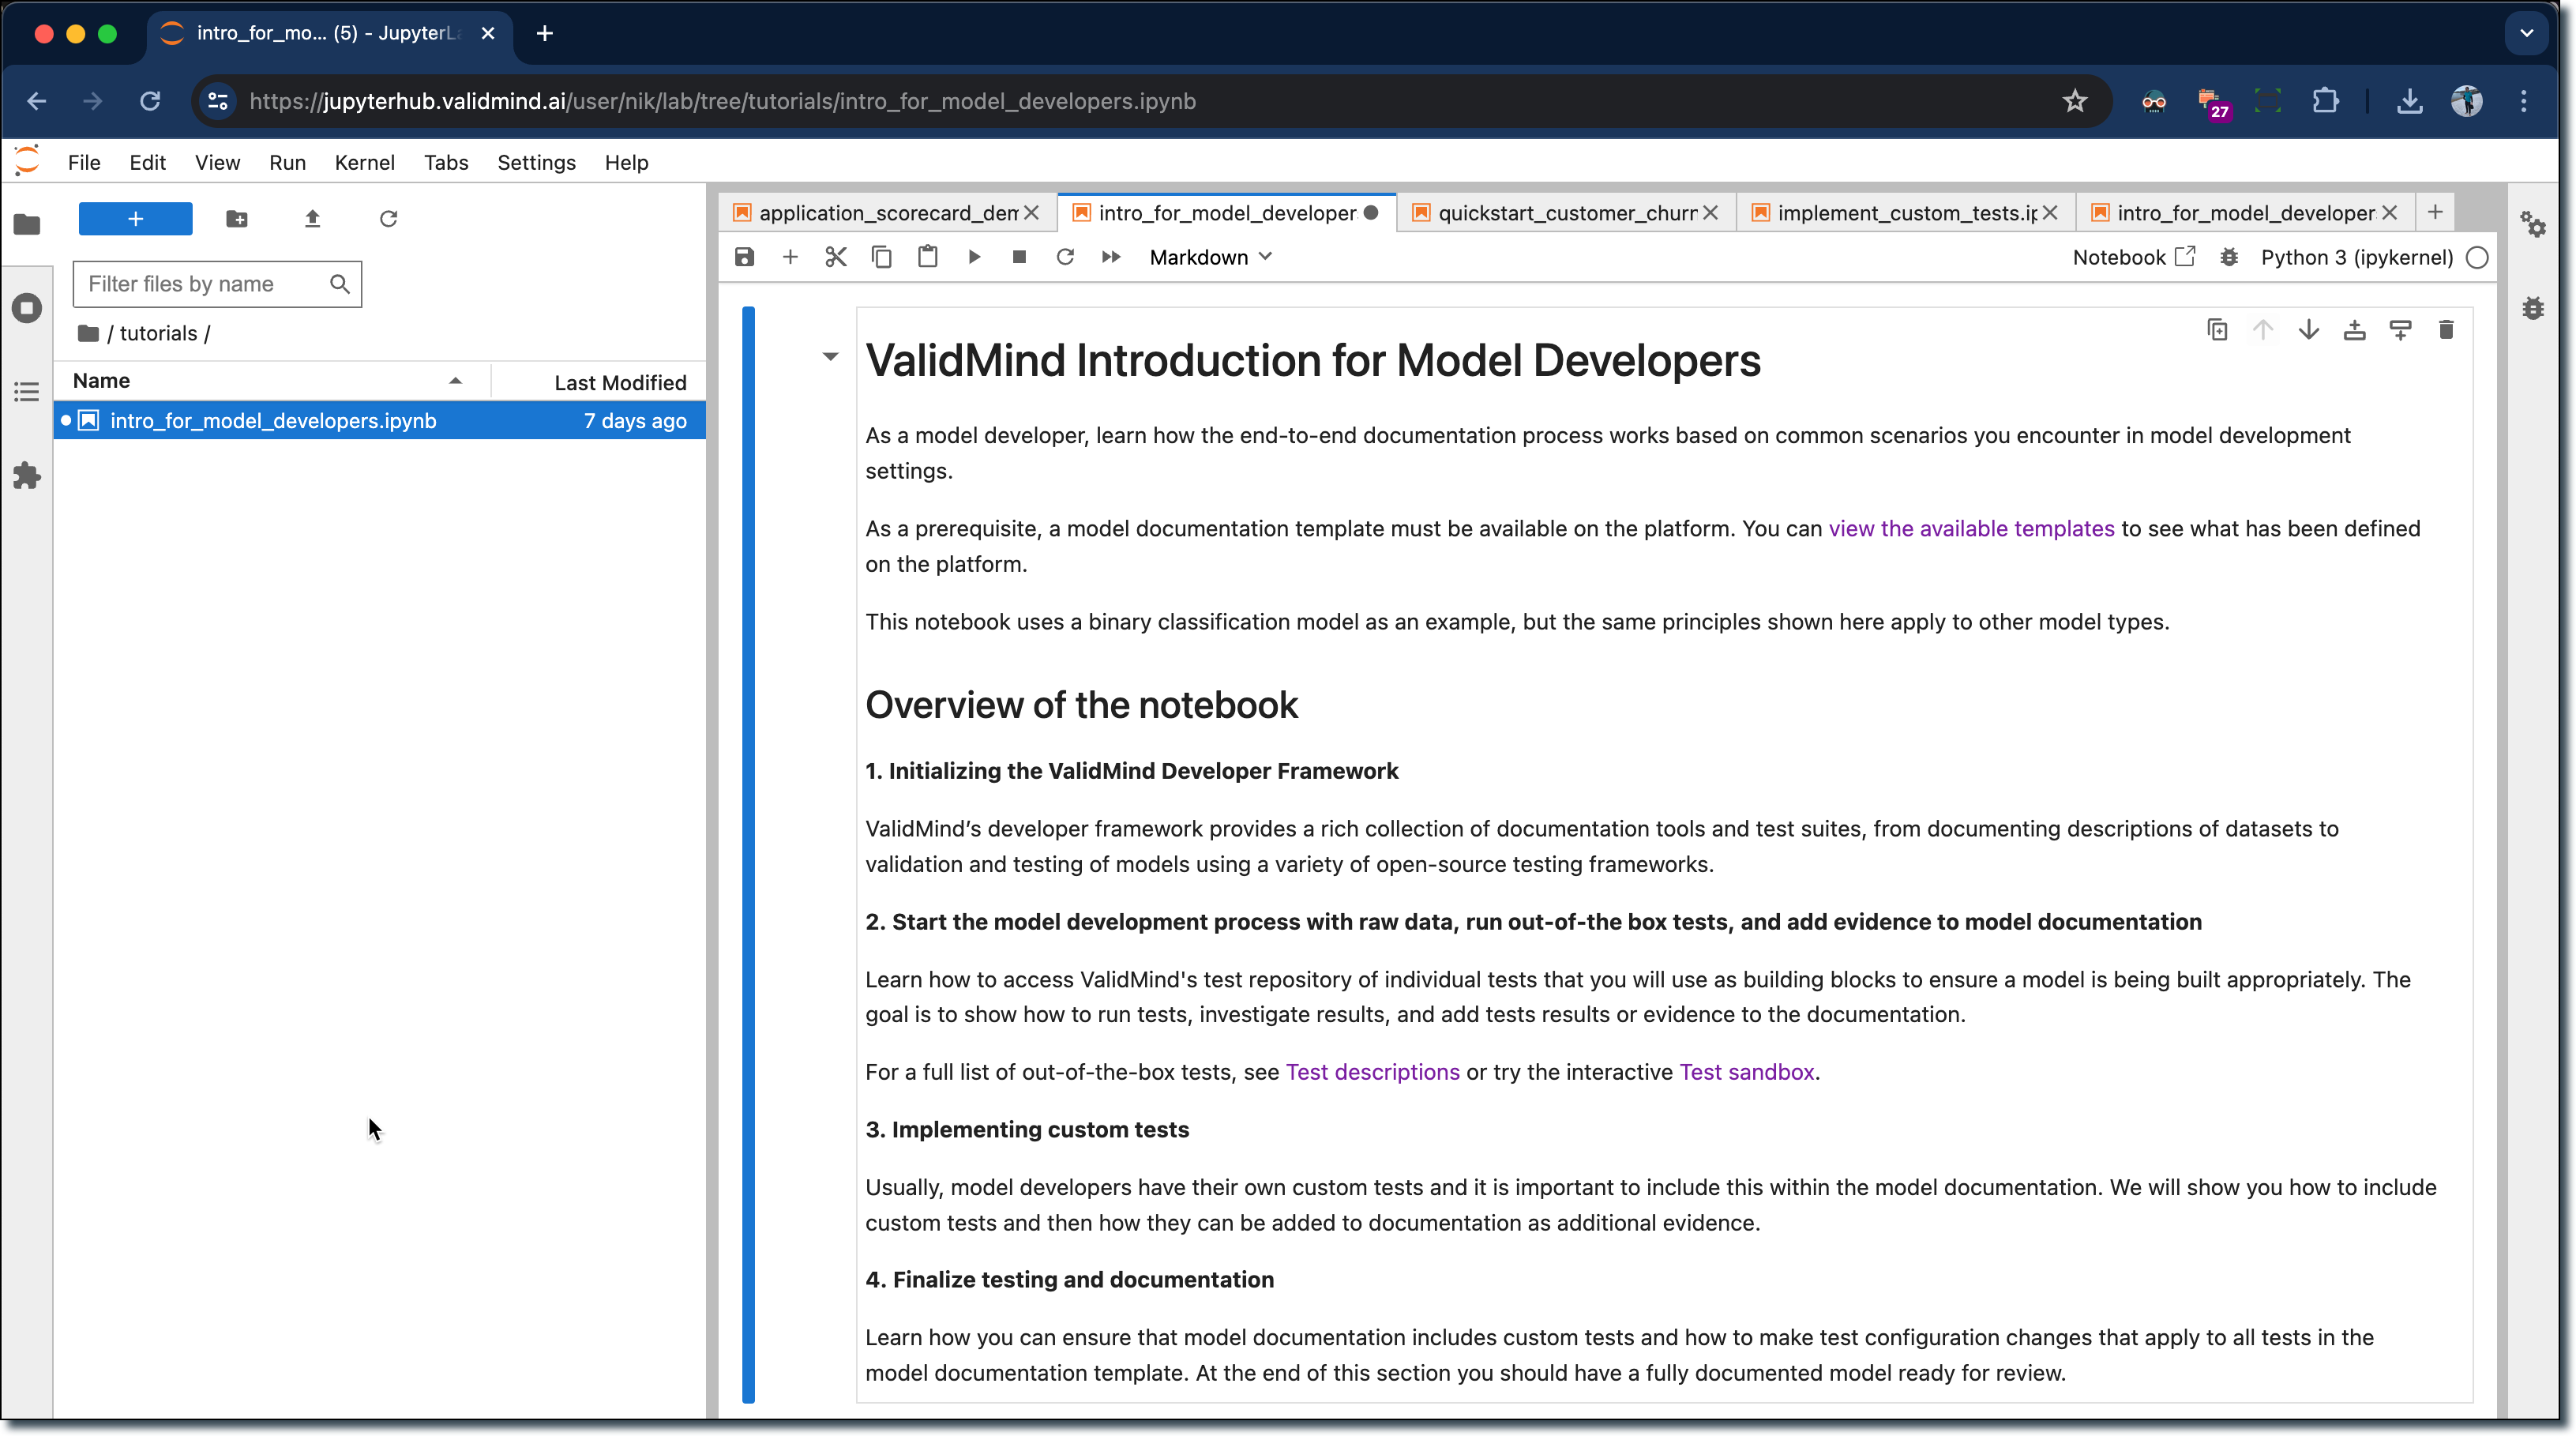 intro_for_mo... (5) - JupyterLa
https://jupyterhub.validmind.ai/user/nik/lab/tree/tutorials/intro_for_model_developers.ipynb
27
File Edit View Run Kernel Tabs Settings Help
application_scorecard_dem intro_for_model_developer quickstart_customer_churr implement_custom_tests.ip intro_for_model_developer
Markdown Notebook Python 3 (ipykernel)
Filter files by name
/ tutorials /
Name Last Modified
intro_for_model_developers.ipynb 7 days ago
ValidMind Introduction for Model Developers
As a model developer, learn how the end-to-end documentation process works based on common scenarios you encounter in model development
settings.
As a prerequisite, a model documentation template must be available on the platform. You can view the available templates to see what has been defined
on the platform.
This notebook uses a binary classification model as an example, but the same principles shown here apply to other model types.
Overview of the notebook
1. Initializing the ValidMind Developer Framework
ValidMind’s developer framework provides a rich collection of documentation tools and test suites, from documenting descriptions of datasets to
validation and testing of models using a variety of open-source testing frameworks.
2. Start the model development process with raw data, run out-of-the box tests, and add evidence to model documentation
Learn how to access ValidMind's test repository of individual tests that you will use as building blocks to ensure a model is being built appropriately. The
goal is to show how to run tests, investigate results, and add tests results or evidence to the documentation.
For a full list of out-of-the-box tests, see Test descriptions or try the interactive Test sandbox.
3. Implementing custom tests
Usually, model developers have their own custom tests and it is important to include this within the model documentation. We will show you how to include
custom tests and then how they can be added to documentation as additional evidence.
4. Finalize testing and documentation
Learn how you can ensure that model documentation includes custom tests and how to make test configuration changes that apply to all tests in the
model documentation template. At the end of this section you should have a fully documented model ready for review.